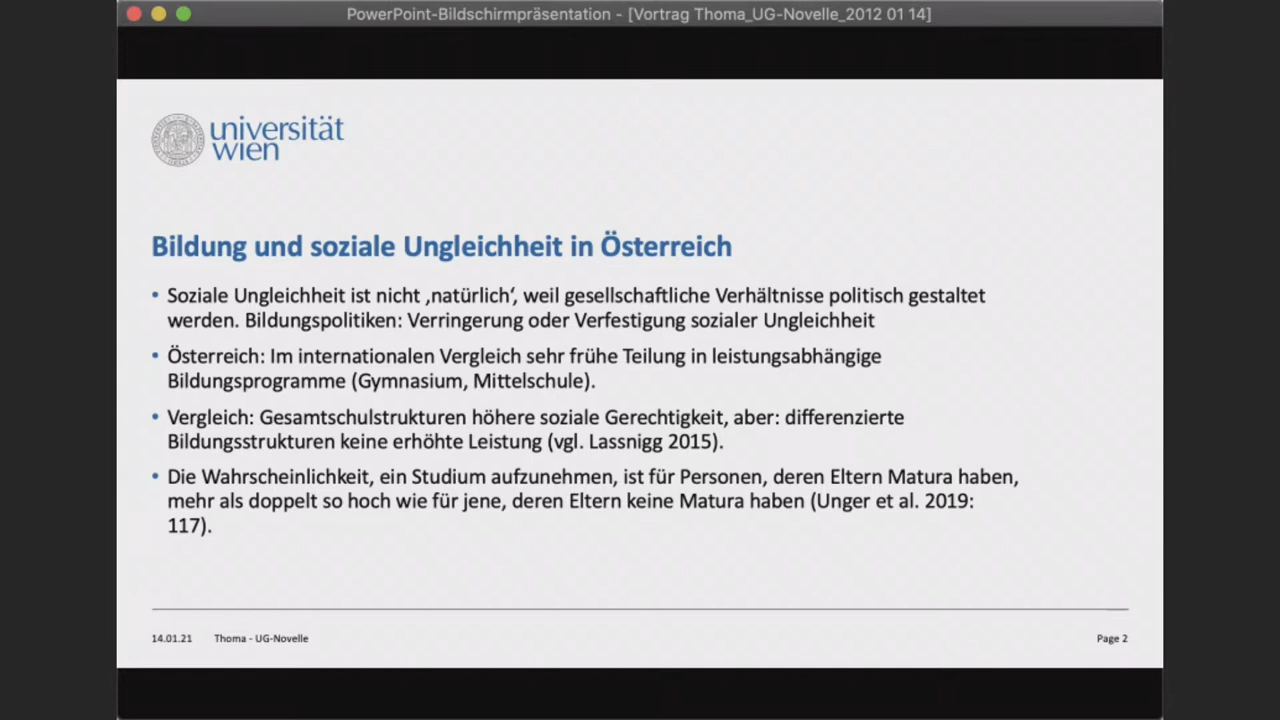 PowerPoint-Bildschirmpräsentation - [Vortrag Thoma_UG-Novelle_2012 01 14]
universität
wien
Bildung und soziale Ungleichheit in Österreich
• Soziale Ungleichheit ist nicht ‚natürlich‘, weil gesellschaftliche Verhältnisse politisch gestaltet
werden. Bildungspolitiken: Verringerung oder Verfestigung sozialer Ungleichheit
• Österreich: Im internationalen Vergleich sehr frühe Teilung in leistungsabhängige
Bildungsprogramme (Gymnasium, Mittelschule).
• Vergleich: Gesamtschulstrukturen höhere soziale Gerechtigkeit, aber: differenzierte
Bildungsstrukturen keine erhöhte Leistung (vgl. Lassnigg 2015).
• Die Wahrscheinlichkeit, ein Studium aufzunehmen, ist für Personen, deren Eltern Matura haben,
mehr als doppelt so hoch wie für jene, deren Eltern keine Matura haben (Unger et al. 2019:
117).
14.01.21 Thoma - UG-Novelle Page 2